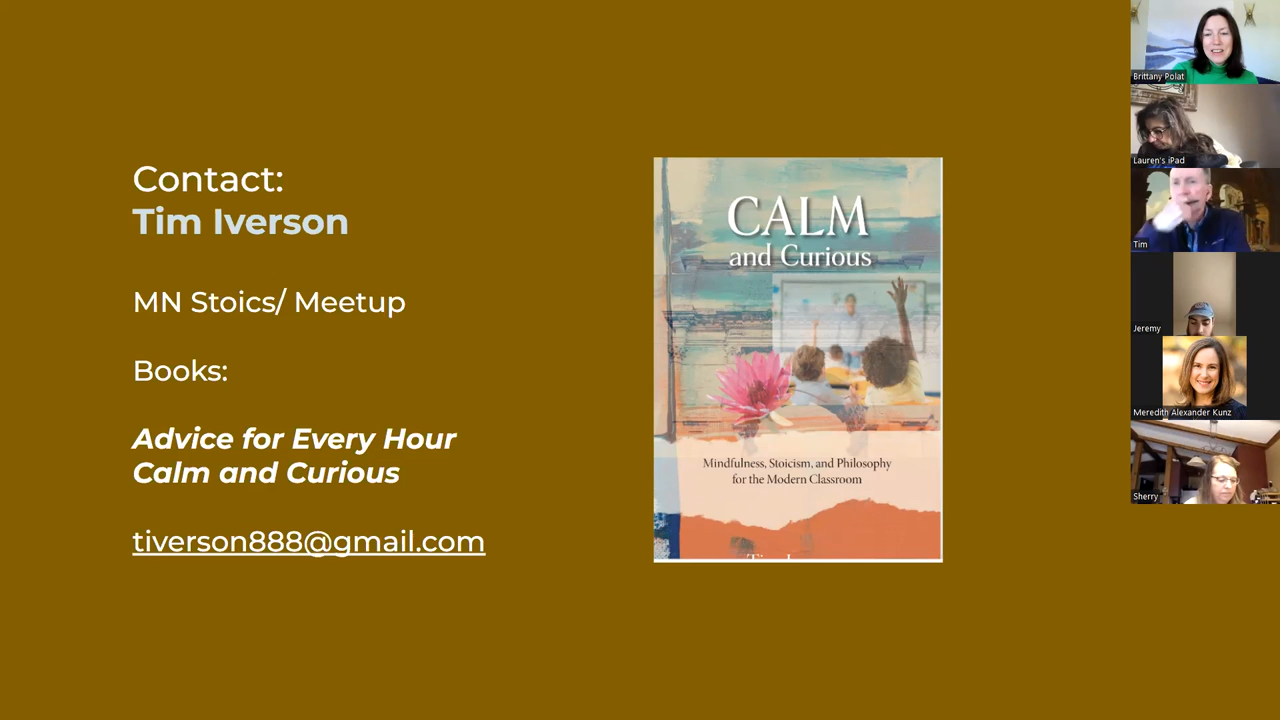 Contact:
Tim Iverson
MN Stoics/ Meetup
Books:
Advice for Every Hour
Calm and Curious
tiverson888@gmail.com
CALM
and Curious
Mindfulness, Stoicism, and Philosophy
for the Modern Classroom
Brittany Polat
Lauren's iPad
Tim
Jeremy
Meredith Alexander Kunz
Sherry